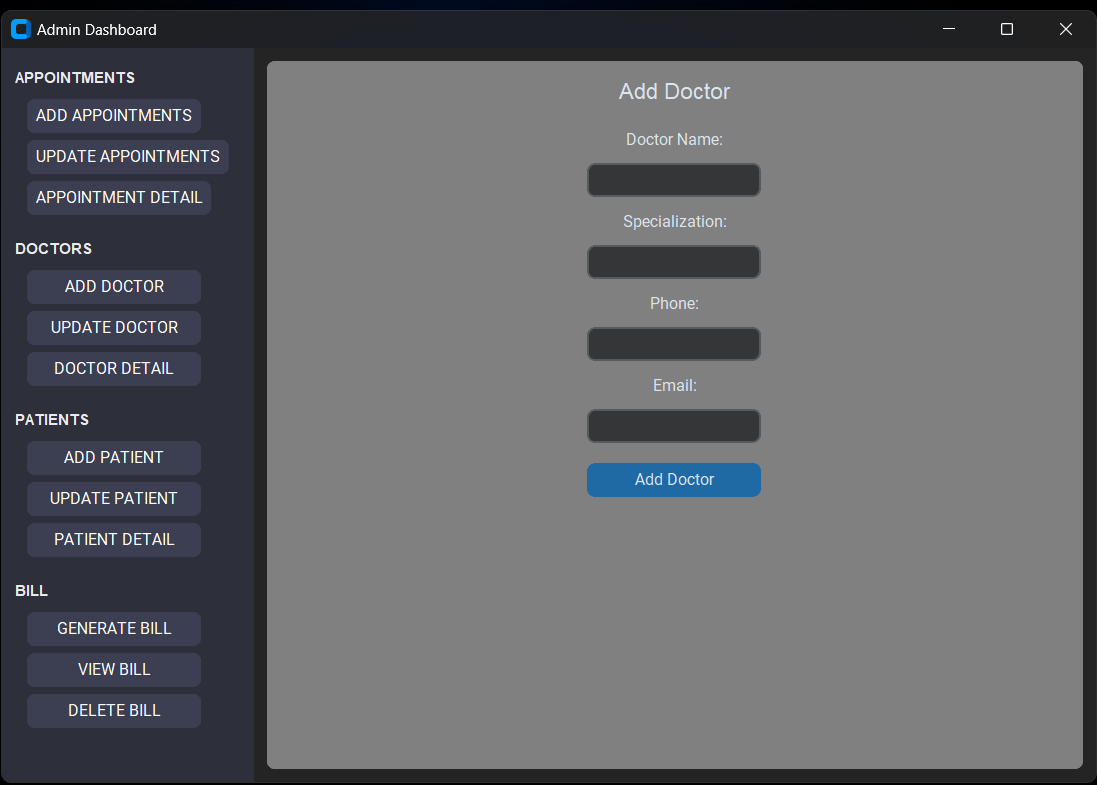 Admin Dashboard
APPOINTMENTS
ADD APPOINTMENTS
UPDATE APPOINTMENTS
APPOINTMENT DETAIL
DOCTORS
ADD DOCTOR
UPDATE DOCTOR
DOCTOR DETAIL
PATIENTS
ADD PATIENT
UPDATE PATIENT
PATIENT DETAIL
BILL
GENERATE BILL
VIEW BILL
DELETE BILL
Add Doctor
Doctor Name:
Specialization:
Phone:
Email:
Add Doctor